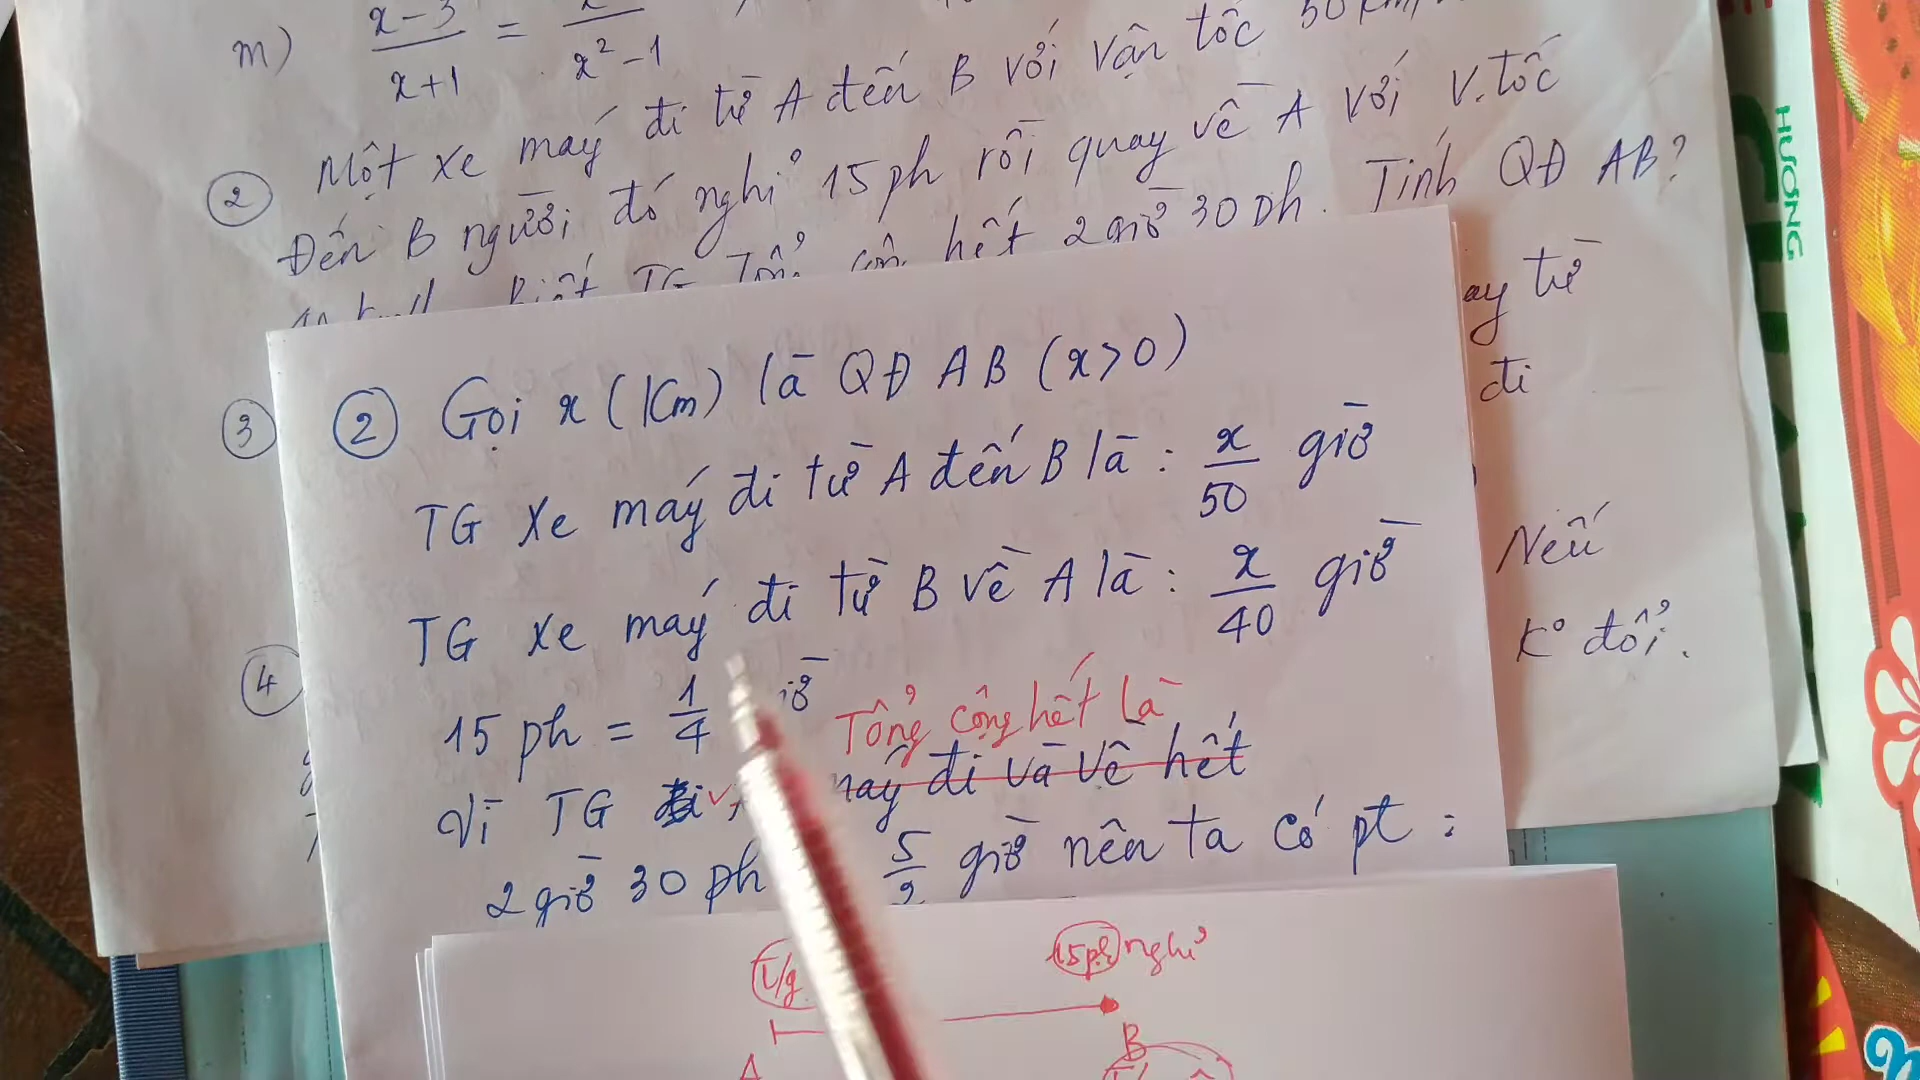 m) x-3/x+1 = x²-1
② Một xe máy đi từ A đến B với vận tốc 50 km/
Đến B người đó nghỉ 15ph rồi quay về A với v.tốc
Biết TG hết 2 giờ 30 ph. Tính QĐ AB?
③ ay từ
đi
Nếu
④ K° đổi.
② Gọi x (Km) là QĐ AB (x>0)
TG xe máy đi từ A đến B là: x/50 giờ
TG xe máy đi từ B về A là: x/40 giờ
15 ph = 1/4
Tổng cộng hết là
Vì TG đi và về hết
2 giờ 30 ph 5/2 giờ nên ta có pt:
t/g 15ph nghỉ
A B
HƯƠNG